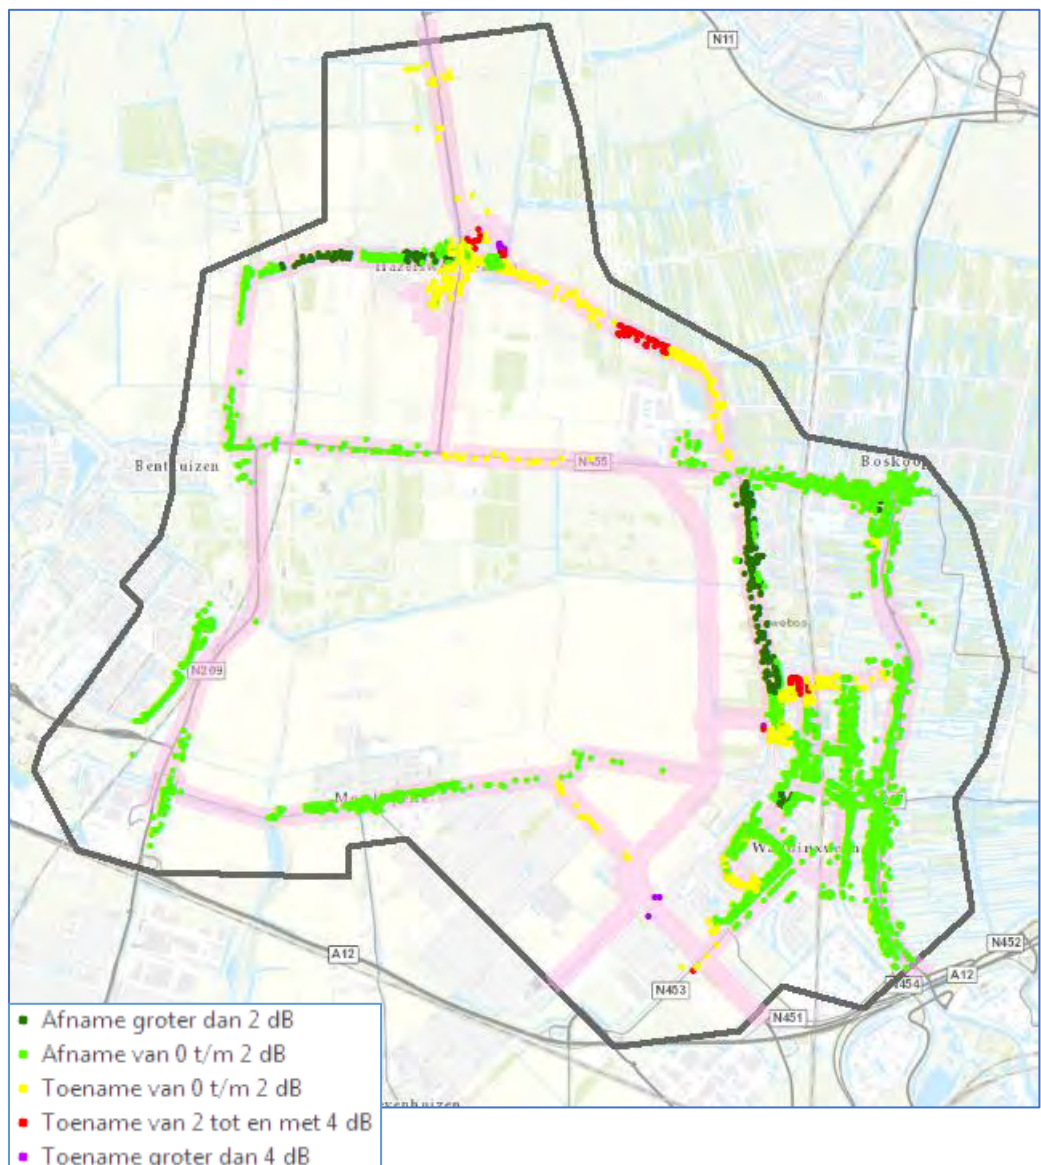 N11
Benthuizen
N455
Boskoop
N209
A12
N453
N451
N454
A12
N452
Afname groter dan 2 dB
Afname van 0 t/m 2 dB
Toename van 0 t/m 2 dB
Toename van 2 tot en met 4 dB
Toename groter dan 4 dB